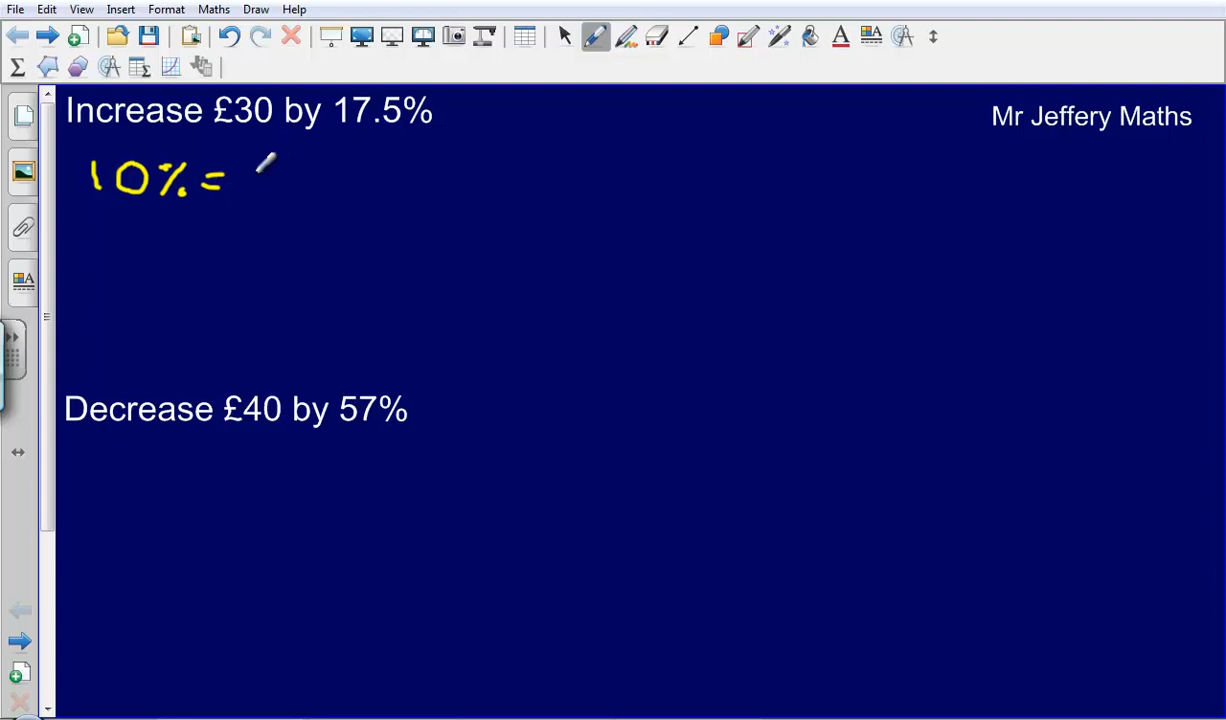 File Edit View Insert Format Maths Draw Help
Increase £30 by 17.5%
Mr Jeffery Maths
10% =
Decrease £40 by 57%